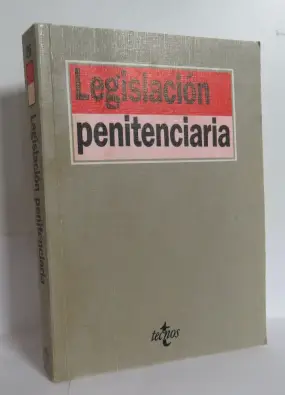 Legislación
penitenciaria
tecnos
Legislación penitenciaria